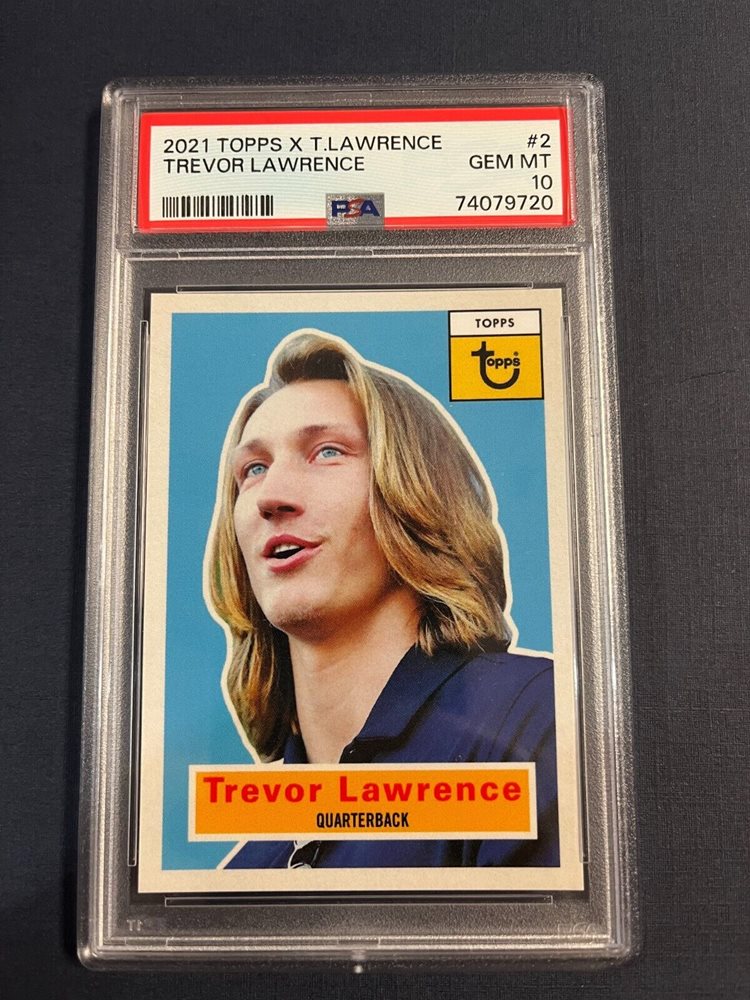 2021 TOPPS X T.LAWRENCE #2
TREVOR LAWRENCE GEM MT
10
PSA 74079720
TOPPS
topps
Trevor Lawrence
QUARTERBACK